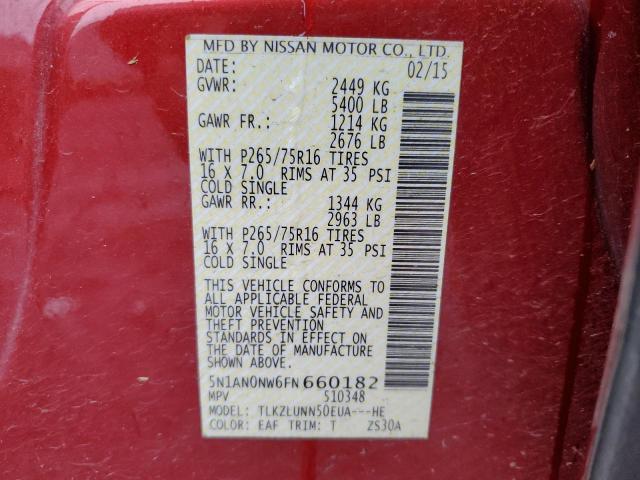 MFD BY NISSAN MOTOR CO., LTD.
DATE: 02/15
GVWR: 2449 KG
5400 LB
GAWR FR.: 1214 KG
2676 LB
WITH P265/75R16 TIRES
16 X 7.0 RIMS AT 35 PSI
COLD SINGLE
GAWR RR.: 1344 KG
2963 LB
WITH P265/75R16 TIRES
16 X 7.0 RIMS AT 35 PSI
COLD SINGLE
THIS VEHICLE CONFORMS TO
ALL APPLICABLE FEDERAL
MOTOR VEHICLE SAFETY AND
THEFT PREVENTION
STANDARDS IN EFFECT ON
THE DATE OF MANUFACTURE
SHOWN ABOVE.
5N1AN0NW6FN660182
MPV 510348
MODEL: TLKZLUNN50EUA---HE
COLOR: EAF TRIM: T ZS30A